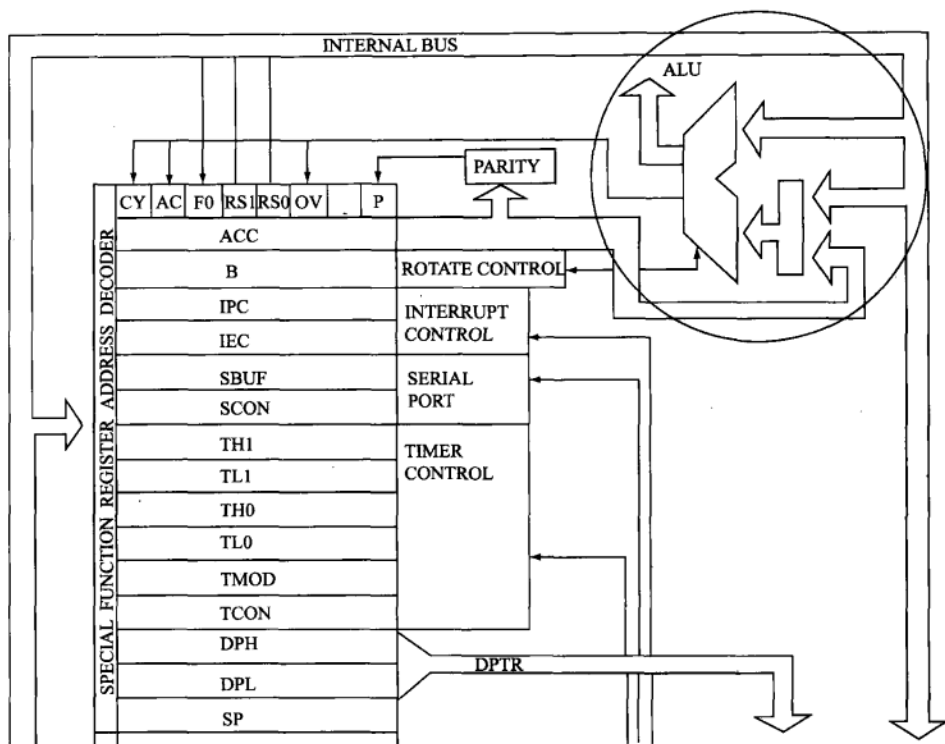 INTERNAL BUS
ALU
PARITY
CY AC F0 RS1 RS0 OV P
ACC
B
ROTATE CONTROL
IPC
INTERRUPT
CONTROL
IEC
SBUF
SERIAL
PORT
SCON
TH1
TIMER
CONTROL
TL1
TH0
TL0
TMOD
TCON
DPH
DPTR
DPL
SP
SPECIAL FUNCTION REGISTER ADDRESS DECODER